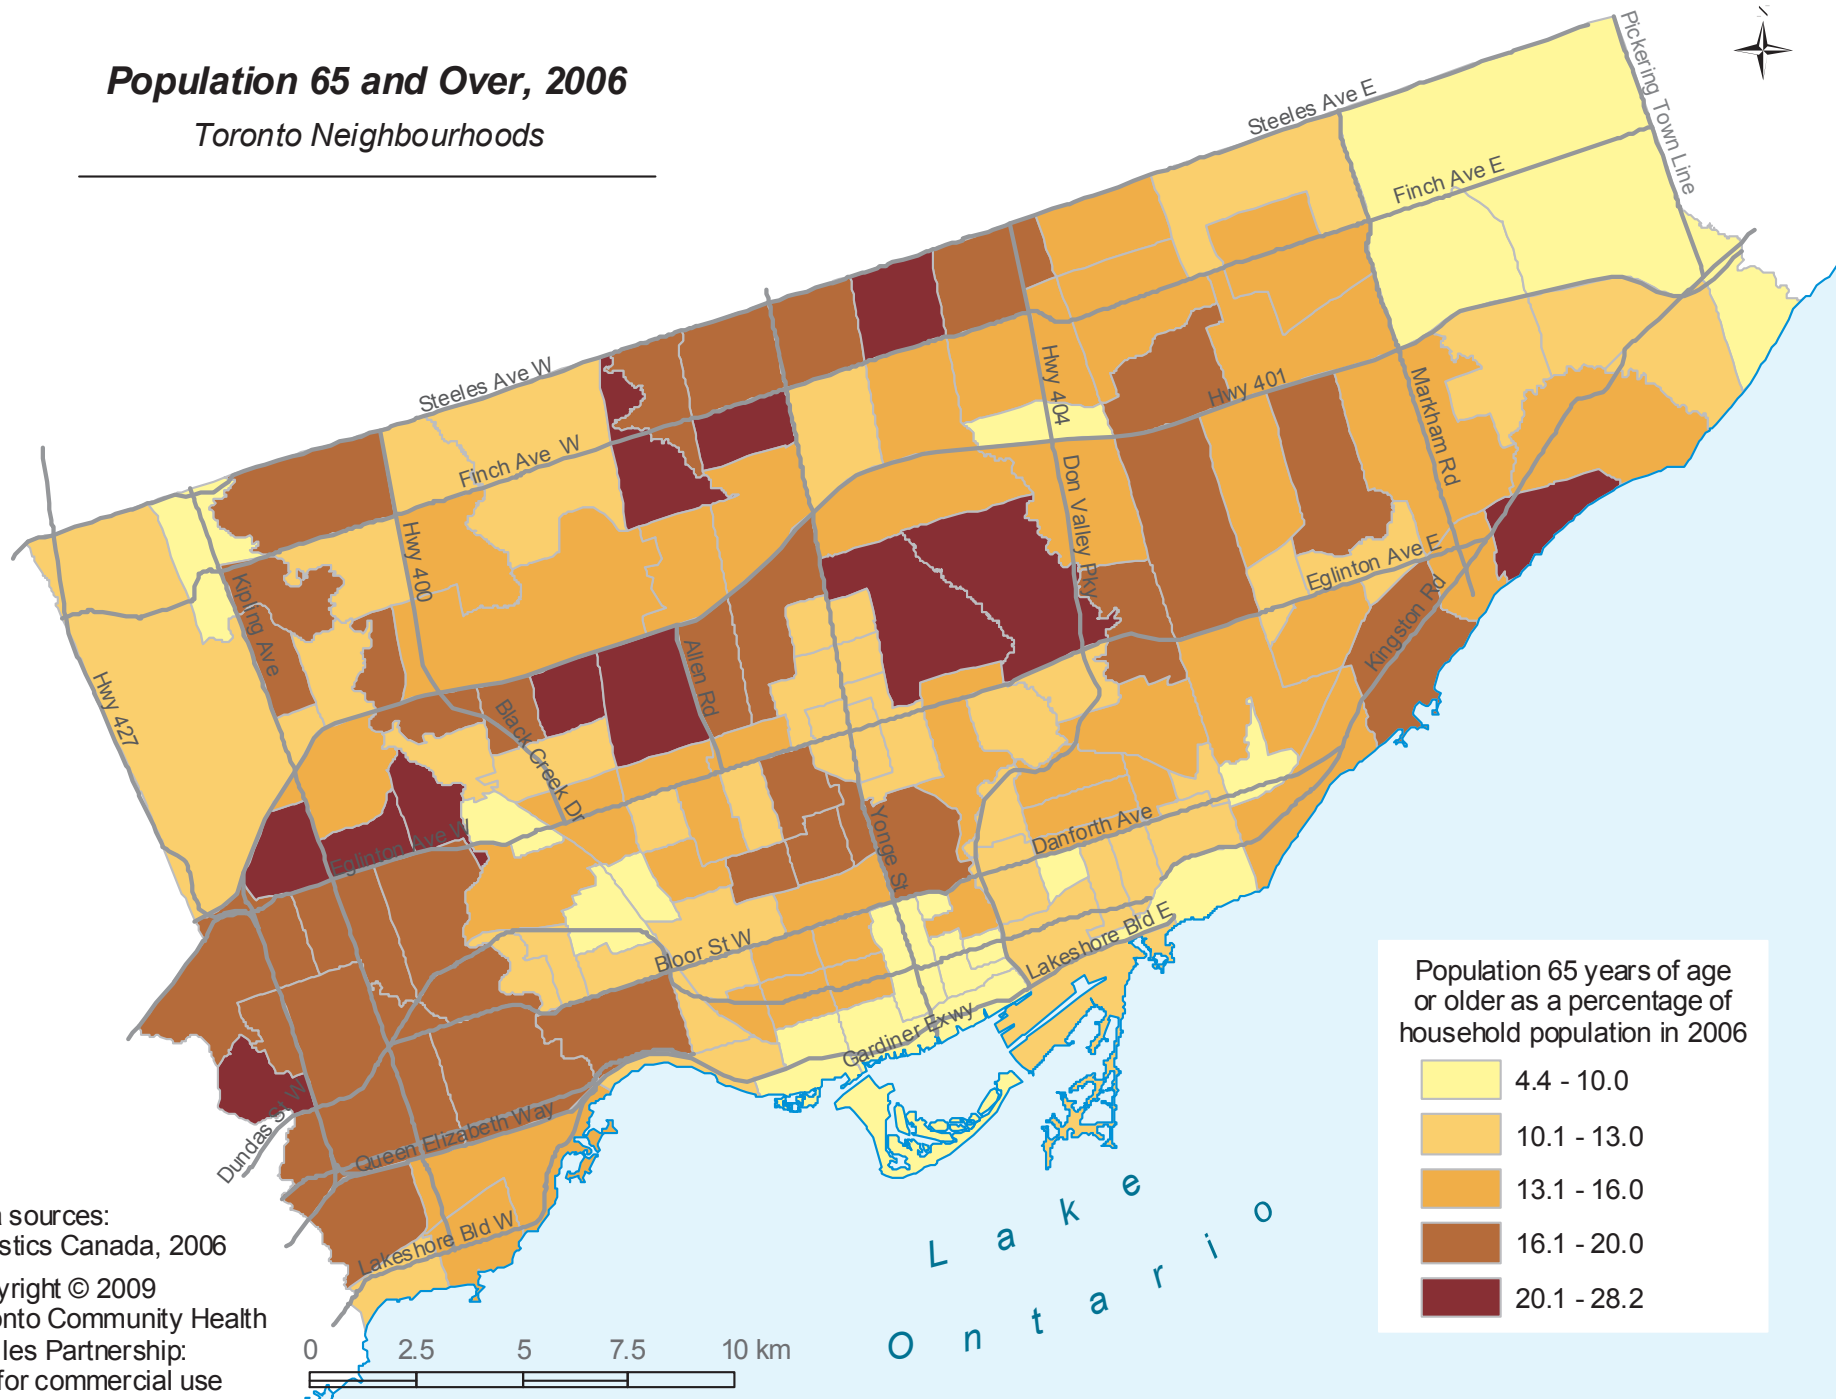 Population 65 and Over, 2006
Toronto Neighbourhoods
N
Pickering Town Line
Steeles Ave E
Finch Ave E
Steeles Ave W
Finch Ave W
Hwy 404
Hwy 401
Markham Rd
Don Valley Pky
Hwy 400
Kipling Ave
Eglinton Ave E
Kingston Rd
Hwy 427
Allen Rd
Black Creek Dr
Eglinton Ave W
Yonge St
Danforth Ave
Bloor St W
Lakeshore Bld E
Gardiner Exwy
Dundas St W
Queen Elizabeth Way
Lakeshore Bld W
Lake
Ontario
Population 65 years of age
or older as a percentage of
household population in 2006
4.4 - 10.0
10.1 - 13.0
13.1 - 16.0
16.1 - 20.0
20.1 - 28.2
sources:
stics Canada, 2006
yright © 2009
onto Community Health
les Partnership:
for commercial use
0 2.5 5 7.5 10 km